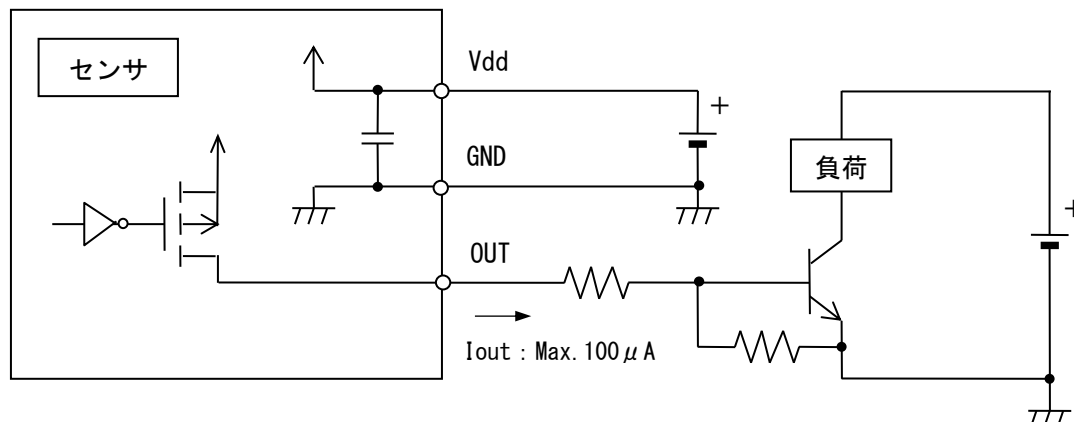 センサ
Vdd
+
GND
負荷
+
OUT
Iout : Max. 100μA